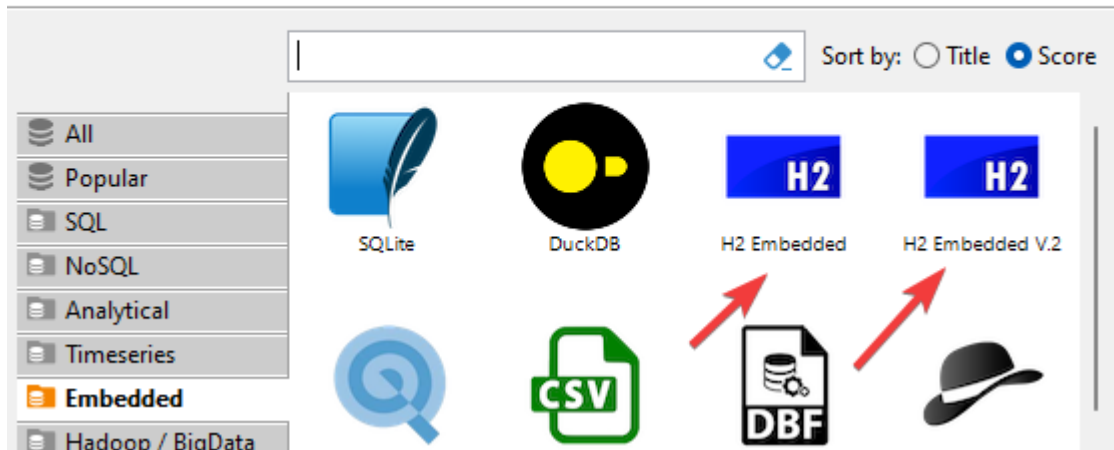 Sort by: Title Score
All
Popular
SQL
NoSQL
Analytical
Timeseries
Embedded
Hadoop / BigData
H2
H2
SQLite
DuckDB
H2 Embedded
H2 Embedded V.2
CSV
DBF